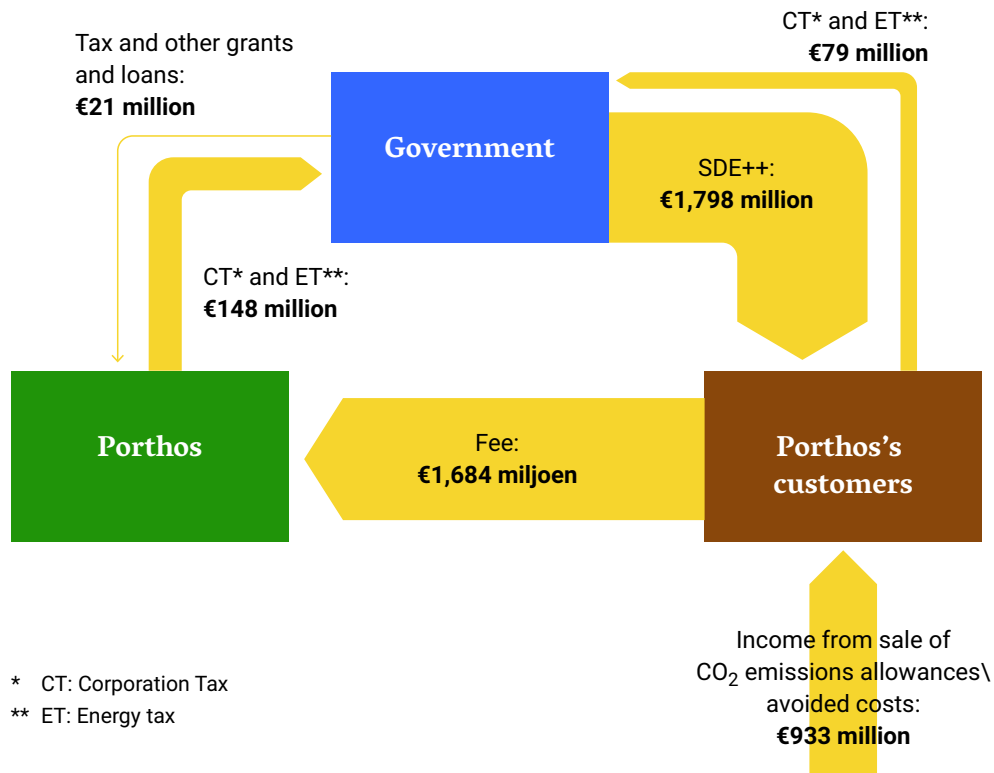 Tax and other grants
and loans:
€21 million
CT* and ET**:
€79 million
Government
SDE++:
€1,798 million
CT* and ET**:
€148 million
Porthos
Fee:
€1,684 miljoen
Porthos’s
customers
Income from sale of
CO₂ emissions allowances\
avoided costs:
€933 million
* CT: Corporation Tax
** ET: Energy tax